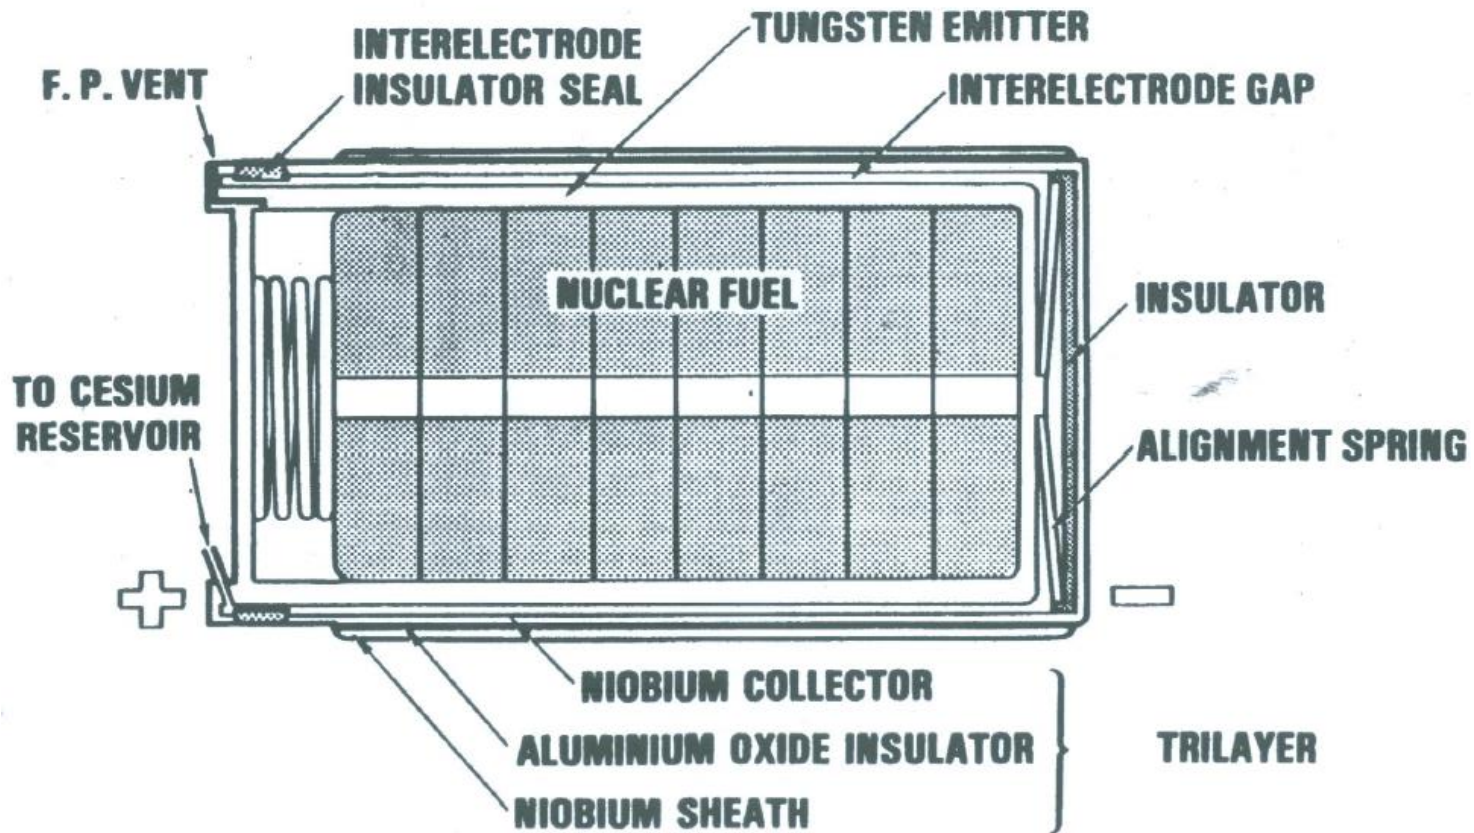 INTERELECTRODE
INSULATOR SEAL
TUNGSTEN EMITTER
F. P. VENT
INTERELECTRODE GAP
NUCLEAR FUEL
INSULATOR
TO CESIUM
RESERVOIR
ALIGNMENT SPRING
+
−
NIOBIUM COLLECTOR
ALUMINIUM OXIDE INSULATOR
TRILAYER
NIOBIUM SHEATH